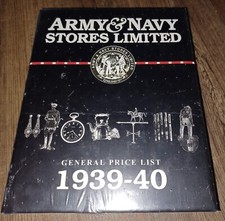 ARMY & NAVY
STORES LIMITED
GENERAL PRICE LIST
1939-40